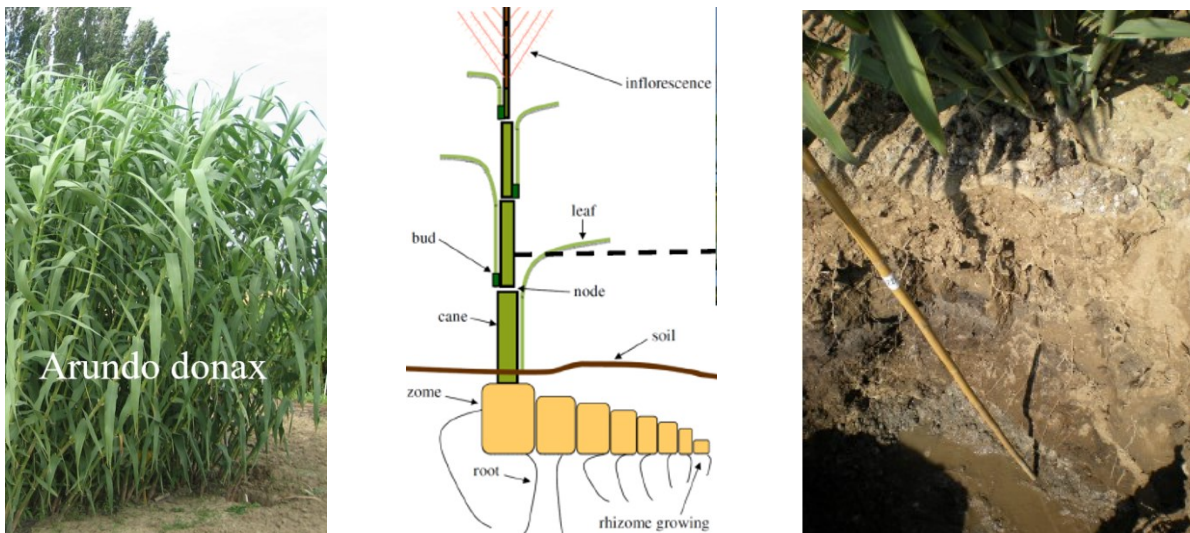 Arundo donax
inflorescence
leaf
bud
node
cane
soil
zome
root
rhizome growing